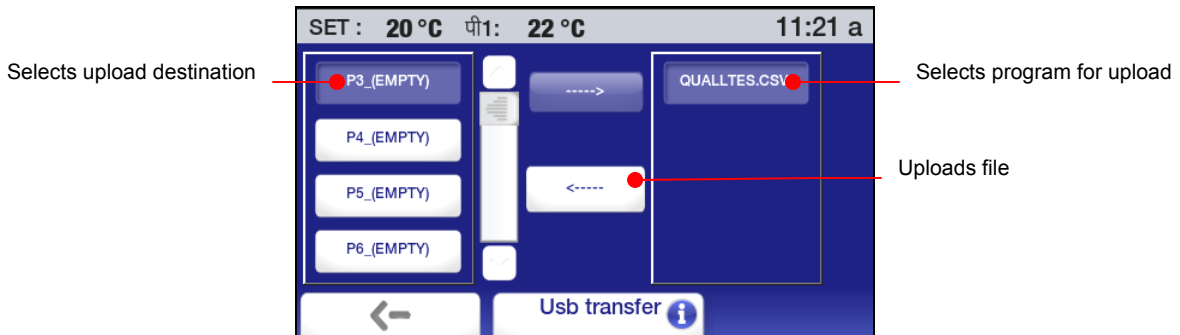 SET : 20 °C पी1: 22 °C 11:21 a
Selects upload destination
P3_(EMPTY)
----->
QUALLTES.CSV
Selects program for upload
P4_(EMPTY)
Uploads file
P5_(EMPTY)
<-----
P6_(EMPTY)
Usb transfer